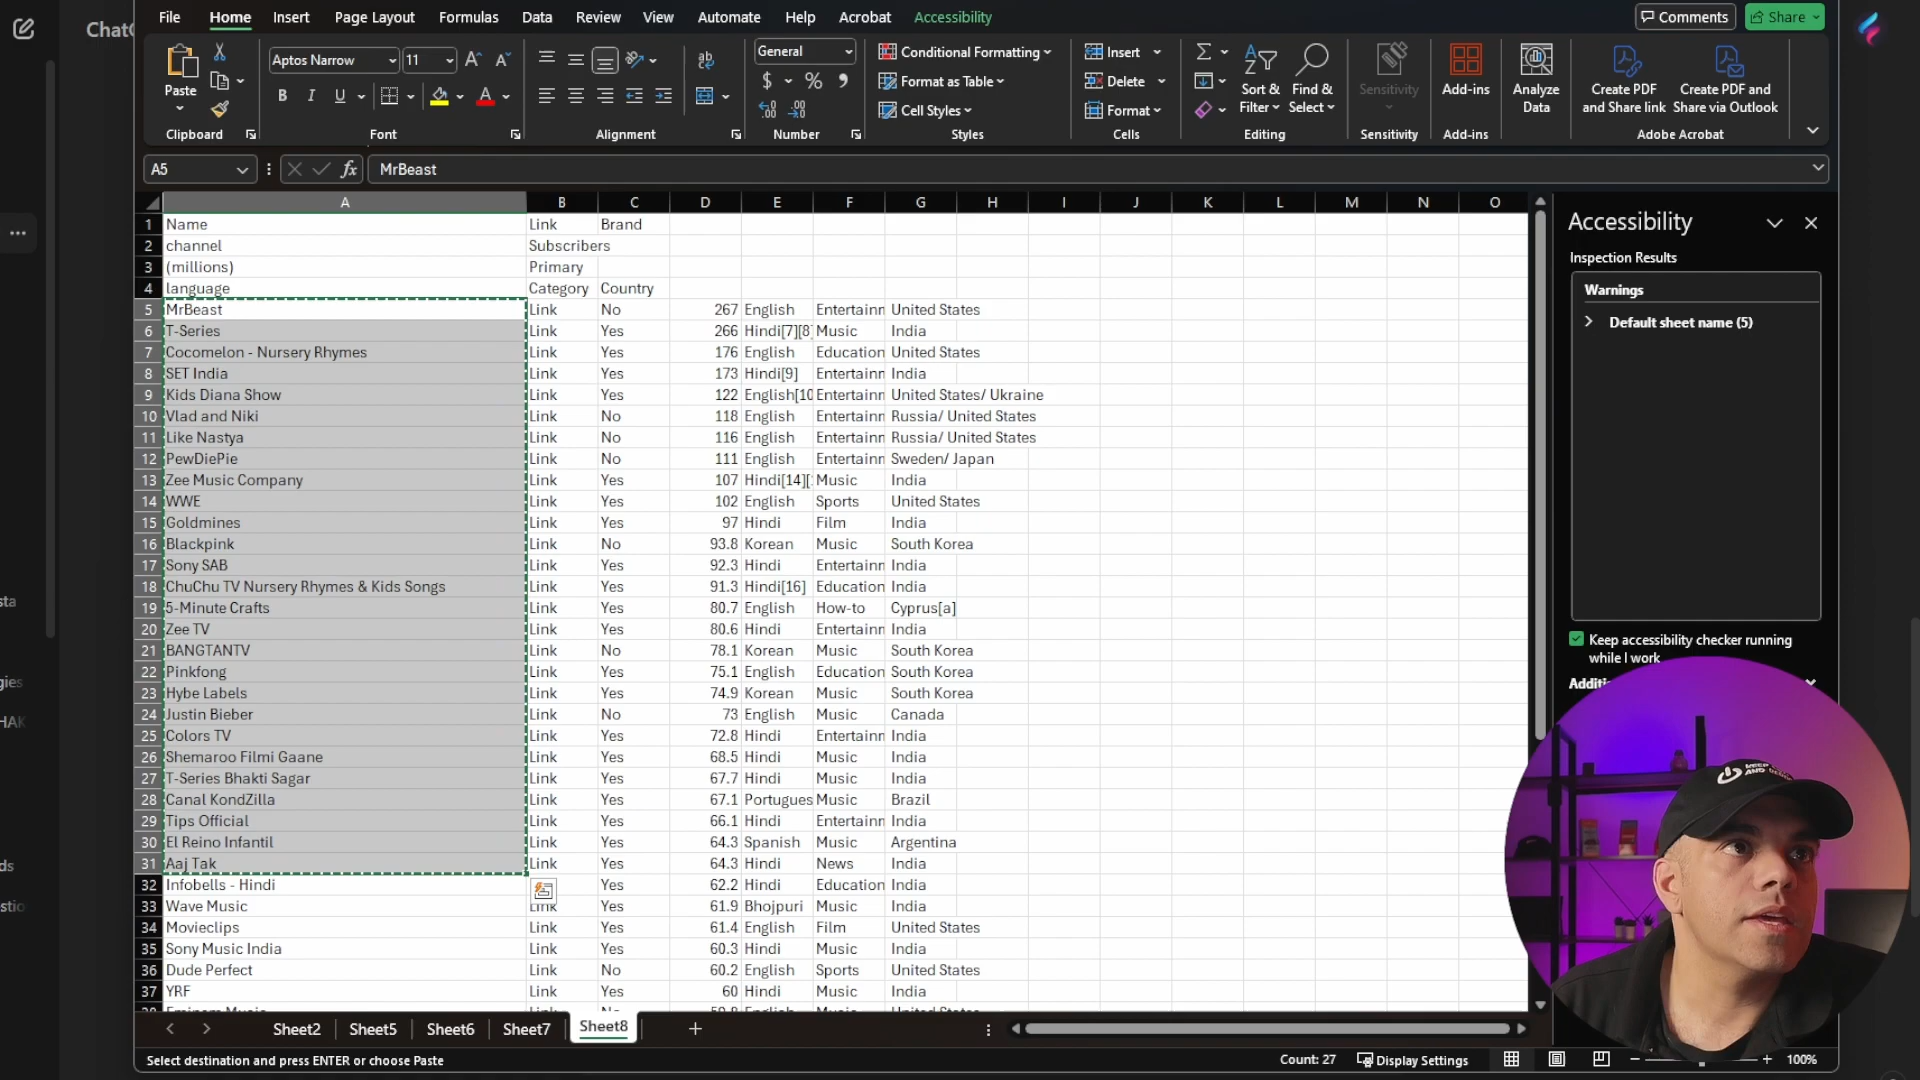 ChatG
File Home Insert Page Layout Formulas Data Review View Automate Help Acrobat Accessibility Comments Share
Aptos Narrow 11 General Conditional Formatting Insert
Paste Format as Table Delete Sort & Filter Find & Select Sensitivity Add-ins Analyze Data Create PDF and Share link Create PDF and Share via Outlook
B I U A Cell Styles Format
Clipboard Font Alignment Number Styles Cells Editing Sensitivity Add-ins Adobe Acrobat
A5 fx MrBeast
A B C D E F G H I J K L M N O
1 Name Link Brand
2 channel Subscribers
3 (millions) Primary
4 language Category Country
5 MrBeast Link No 267 English Entertainn United States
6 T-Series Link Yes 266 Hindi[7][8] Music India
7 Cocomelon - Nursery Rhymes Link Yes 176 English Education United States
8 SET India Link Yes 173 Hindi[9] Entertainn India
9 Kids Diana Show Link Yes 122 English[10 Entertainn United States/ Ukraine
10 Vlad and Niki Link No 118 English Entertainn Russia/ United States
11 Like Nastya Link No 116 English Entertainn Russia/ United States
12 PewDiePie Link No 111 English Entertainn Sweden/ Japan
13 Zee Music Company Link Yes 107 Hindi[14][ Music India
14 WWE Link Yes 102 English Sports United States
15 Goldmines Link Yes 97 Hindi Film India
16 Blackpink Link No 93.8 Korean Music South Korea
17 Sony SAB Link Yes 92.3 Hindi Entertainn India
18 ChuChu TV Nursery Rhymes & Kids Songs Link Yes 91.3 Hindi[16] Education India
19 5-Minute Crafts Link Yes 80.7 English How-to Cyprus[a]
20 Zee TV Link Yes 80.6 Hindi Entertainn India
21 BANGTANTV Link No 78.1 Korean Music South Korea
22 Pinkfong Link Yes 75.1 English Education South Korea
23 Hybe Labels Link Yes 74.9 Korean Music South Korea
24 Justin Bieber Link No 73 English Music Canada
25 Colors TV Link Yes 72.8 Hindi Entertainn India
26 Shemaroo Filmi Gaane Link Yes 68.5 Hindi Music India
27 T-Series Bhakti Sagar Link Yes 67.7 Hindi Music India
28 Canal KondZilla Link Yes 67.1 Portugues Music Brazil
29 Tips Official Link Yes 66.1 Hindi Entertainn India
30 El Reino Infantil Link Yes 64.3 Spanish Music Argentina
31 Aaj Tak Link Yes 64.3 Hindi News India
32 Infobells - Hindi Yes 62.2 Hindi Education India
33 Wave Music Link Yes 61.9 Bhojpuri Music India
34 Movieclips Link Yes 61.4 English Film United States
35 Sony Music India Link Yes 60.3 Hindi Music India
36 Dude Perfect Link No 60.2 English Sports United States
37 YRF Link Yes 60 Hindi Music India
Accessibility
Inspection Results
Warnings
Default sheet name (5)
Keep accessibility checker running
while I work
Additi
Sheet2 Sheet5 Sheet6 Sheet7 Sheet8
Select destination and press ENTER or choose Paste Count: 27 Display Settings 100%
sta
gies
HAK
ds
stio